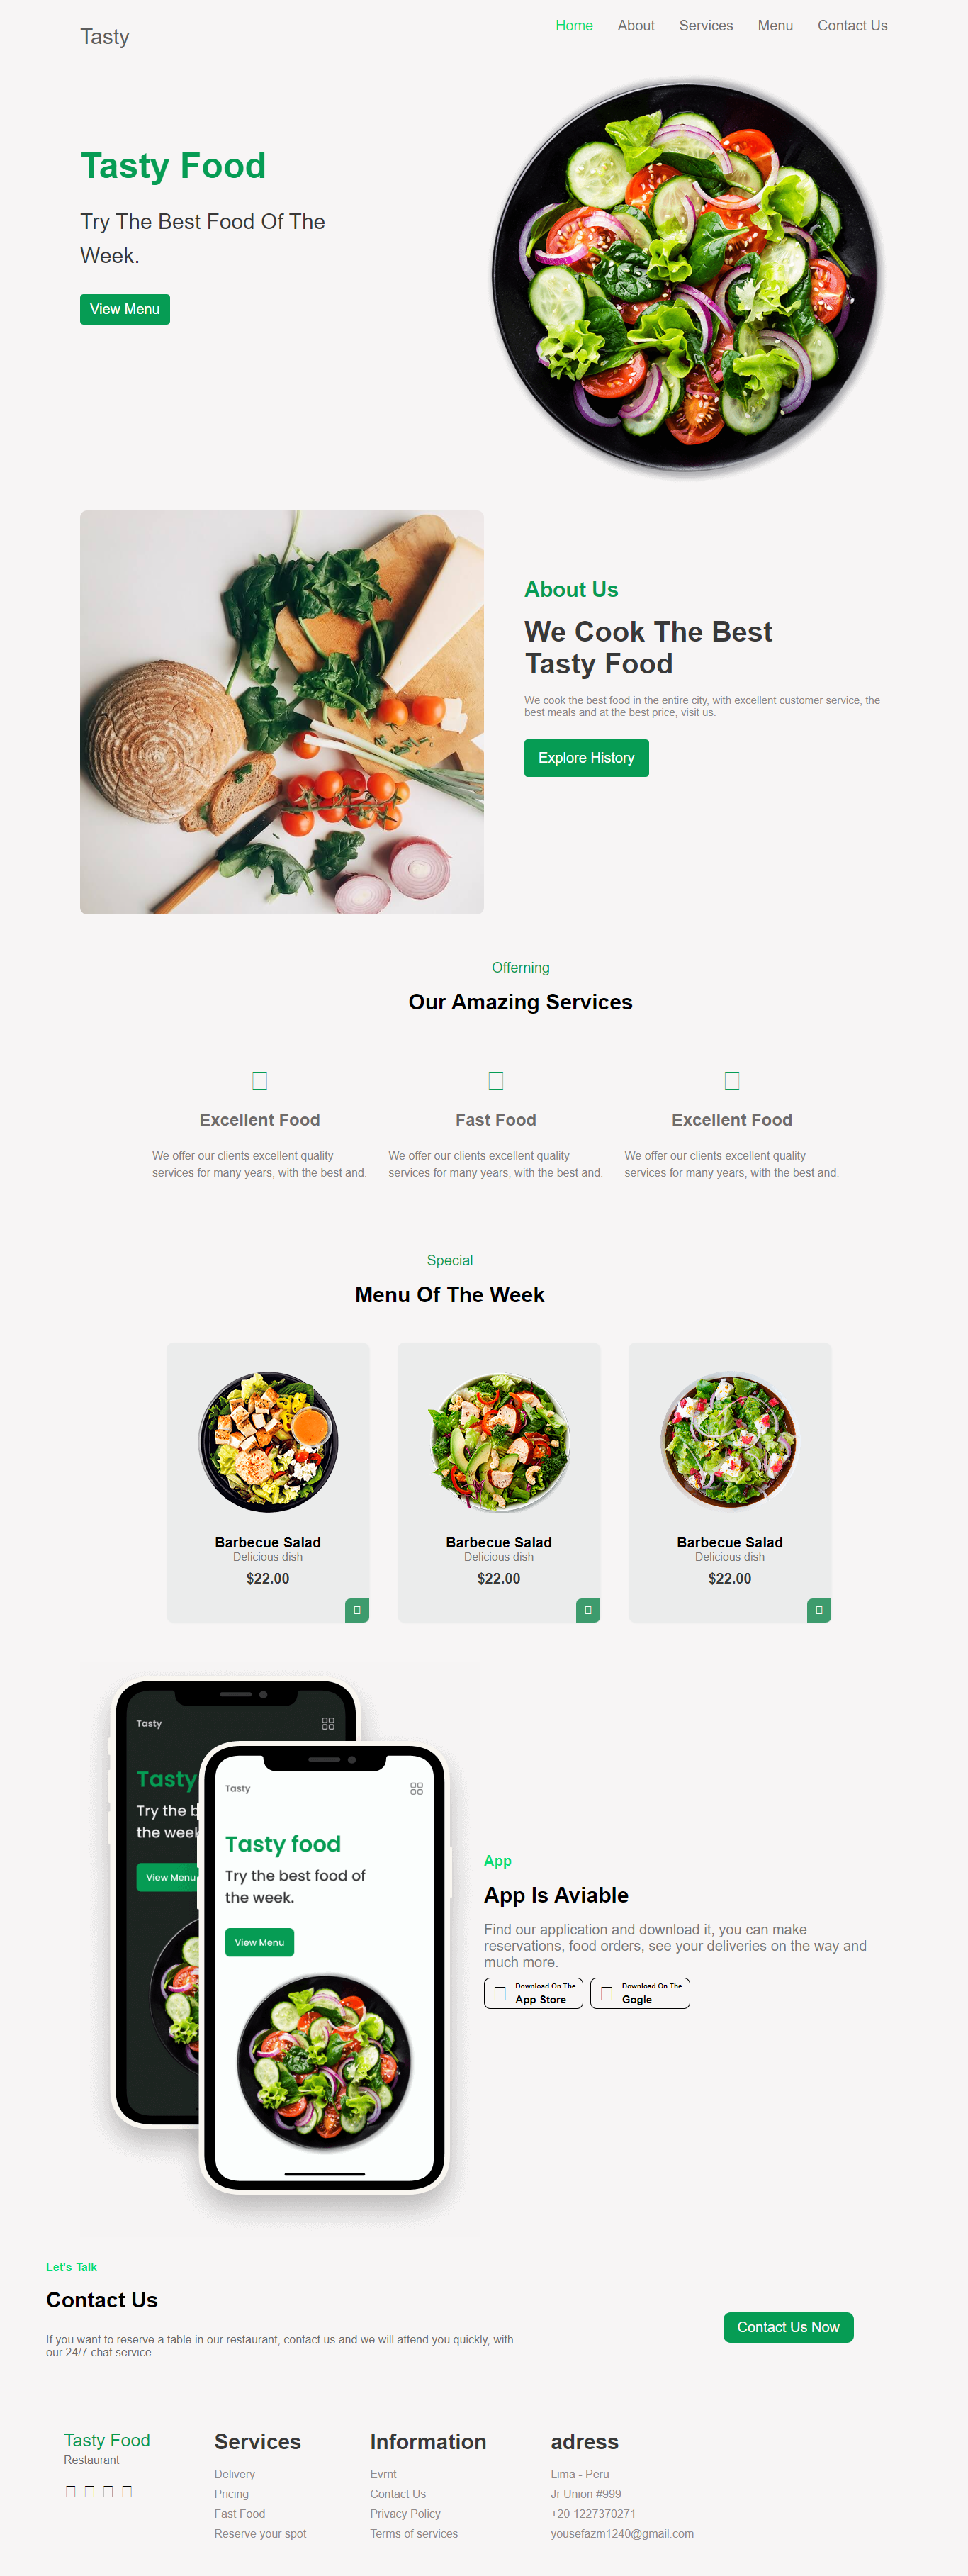 Tasty
Home About Services Menu Contact Us
Tasty Food
Try The Best Food Of The
Week.
View Menu
About Us
We Cook The Best
Tasty Food
We cook the best food in the entire city, with excellent customer service, the
best meals and at the best price, visit us.
Explore History
Offerning
Our Amazing Services
Excellent Food
We offer our clients excellent quality
services for many years, with the best and.
Fast Food
We offer our clients excellent quality
services for many years, with the best and.
Excellent Food
We offer our clients excellent quality
services for many years, with the best and.
Special
Menu Of The Week
Barbecue Salad
Delicious dish
$22.00
Barbecue Salad
Delicious dish
$22.00
Barbecue Salad
Delicious dish
$22.00
Tasty
Tasty
Try the b
the week
View Menu
Tasty
Tasty food
Try the best food of
the week.
View Menu
App
App Is Aviable
Find our application and download it, you can make
reservations, food orders, see your deliveries on the way and
much more.
Download On The
App Store
Download On The
Gogle
Let's Talk
Contact Us
If you want to reserve a table in our restaurant, contact us and we will attend you quickly, with
our 24/7 chat service.
Contact Us Now
Tasty Food
Restaurant
Services
Delivery
Pricing
Fast Food
Reserve your spot
Information
Evrnt
Contact Us
Privacy Policy
Terms of services
adress
Lima - Peru
Jr Union #999
+20 1227370271
yousefazm1240@gmail.com